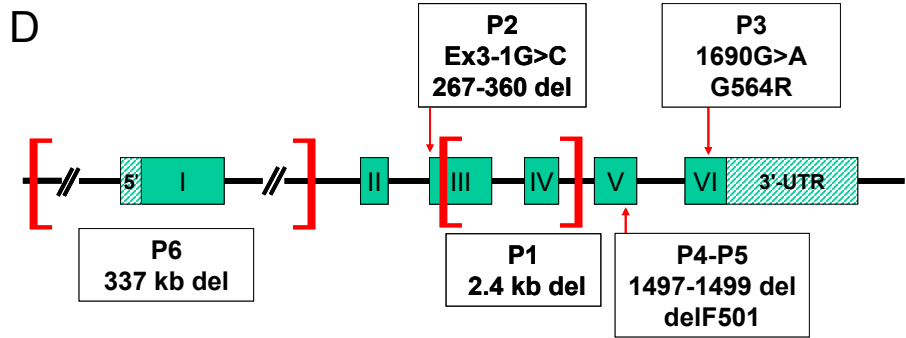 D
P2
Ex3-1G>C
267-360 del
P3
1690G>A
G564R
5'
I
II
III
IV
V
VI
3'-UTR
P6
337 kb del
P1
2.4 kb del
P4-P5
1497-1499 del
delF501